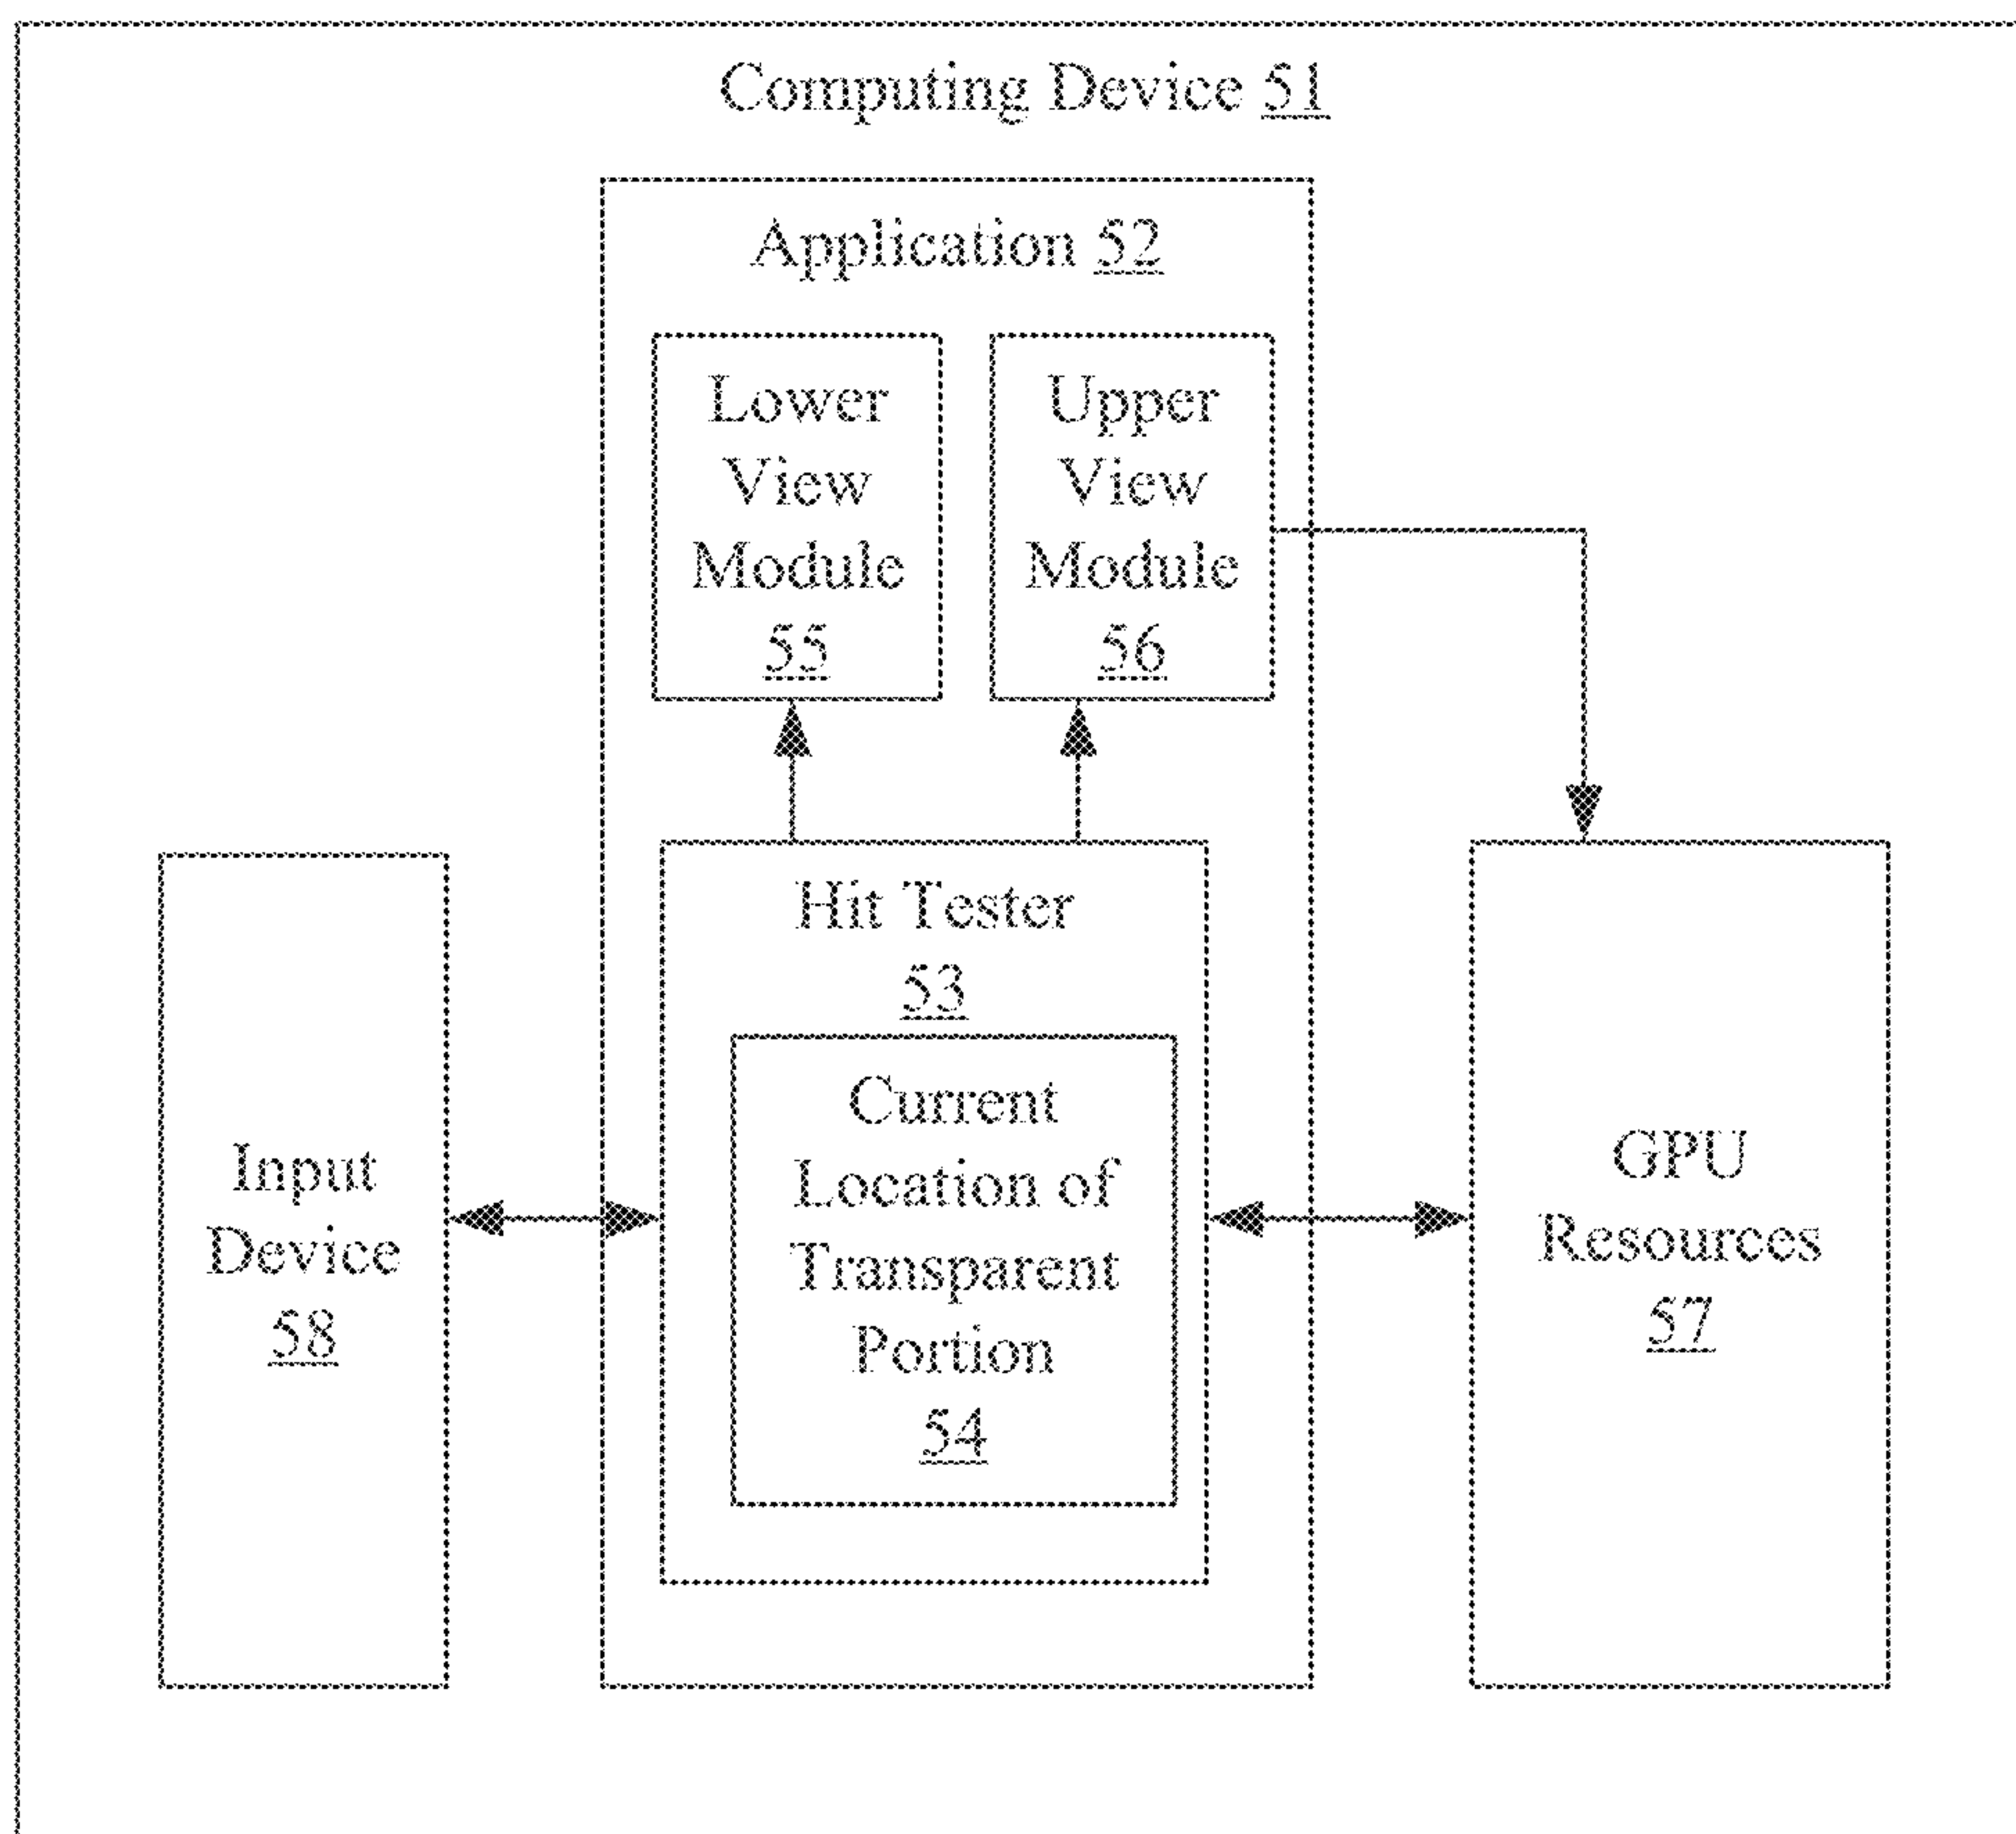 Computing Device 51
Application 52
Lower
View
Module
55
Upper
View
Module
56
Hit Tester
53
Current
Location of
Transparent
Portion
54
Input
Device
58
GPU
Resources
57